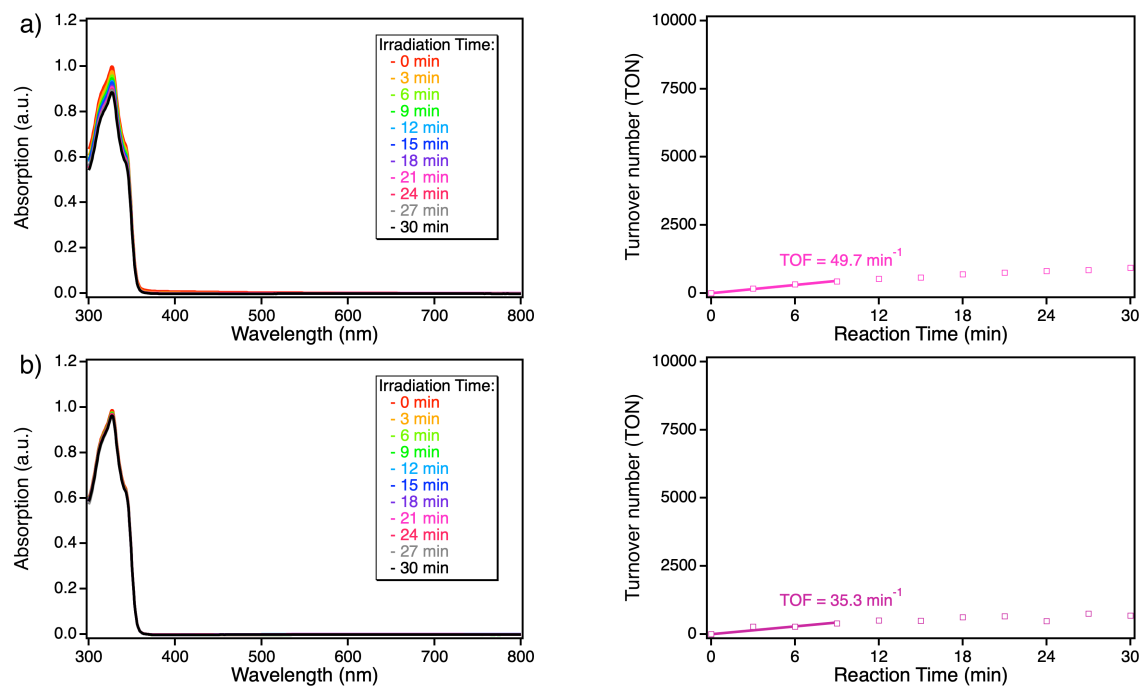 a)
1.2
1.0
0.8
0.6
0.4
0.2
0.0
Absorption (a.u.)
300 400 500 600 700 800
Wavelength (nm)
Irradiation Time:
- 0 min
- 3 min
- 6 min
- 9 min
- 12 min
- 15 min
- 18 min
- 21 min
- 24 min
- 27 min
- 30 min
10000
7500
5000
2500
0
Turnover number (TON)
TOF = 49.7 min-1
0 6 12 18 24 30
Reaction Time (min)
b)
1.2
1.0
0.8
0.6
0.4
0.2
0.0
Absorption (a.u.)
300 400 500 600 700 800
Wavelength (nm)
Irradiation Time:
- 0 min
- 3 min
- 6 min
- 9 min
- 12 min
- 15 min
- 18 min
- 21 min
- 24 min
- 27 min
- 30 min
10000
7500
5000
2500
0
Turnover number (TON)
TOF = 35.3 min-1
0 6 12 18 24 30
Reaction Time (min)